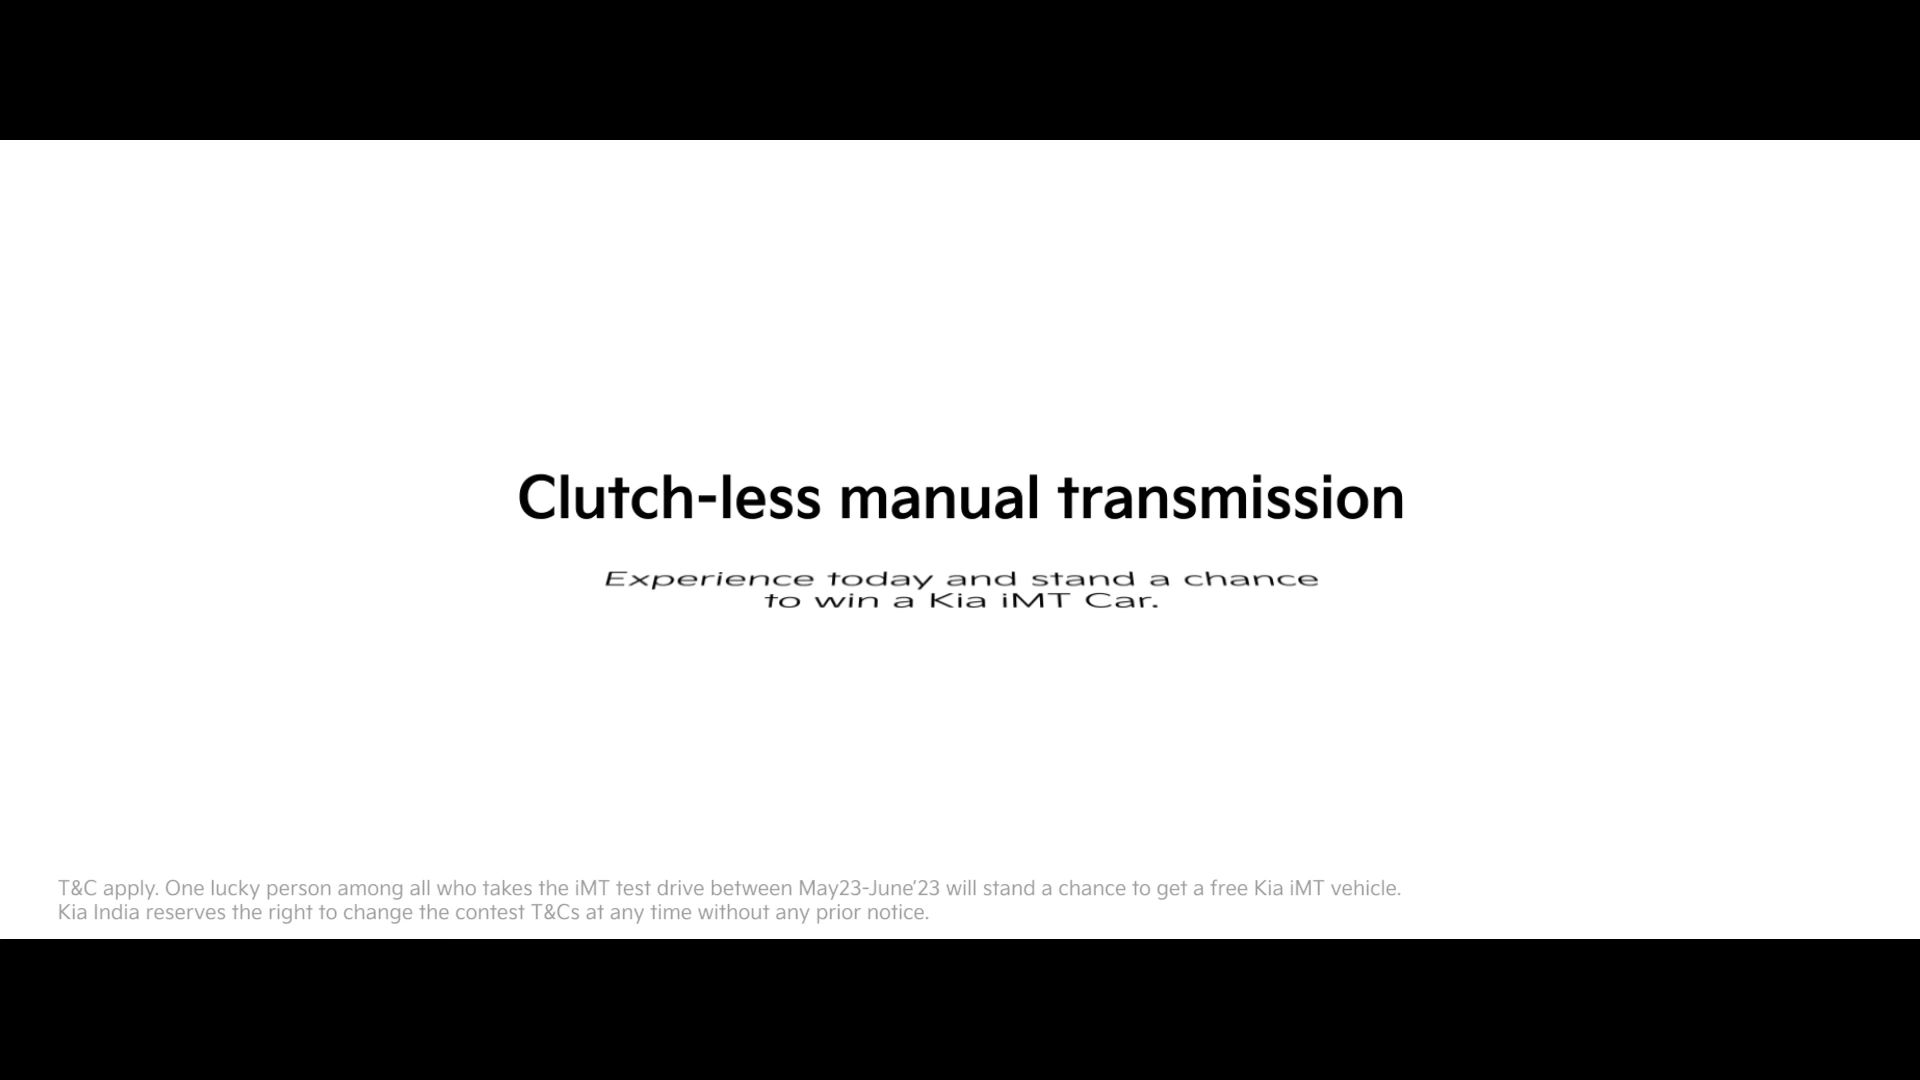 Clutch-less manual transmission
Experience today and stand a chance
to win a Kia iMT Car.
T&C apply. One lucky person among all who takes the iMT test drive between May23-June'23 will stand a chance to get a free Kia iMT vehicle.
Kia India reserves the right to change the contest T&Cs at any time without any prior notice.